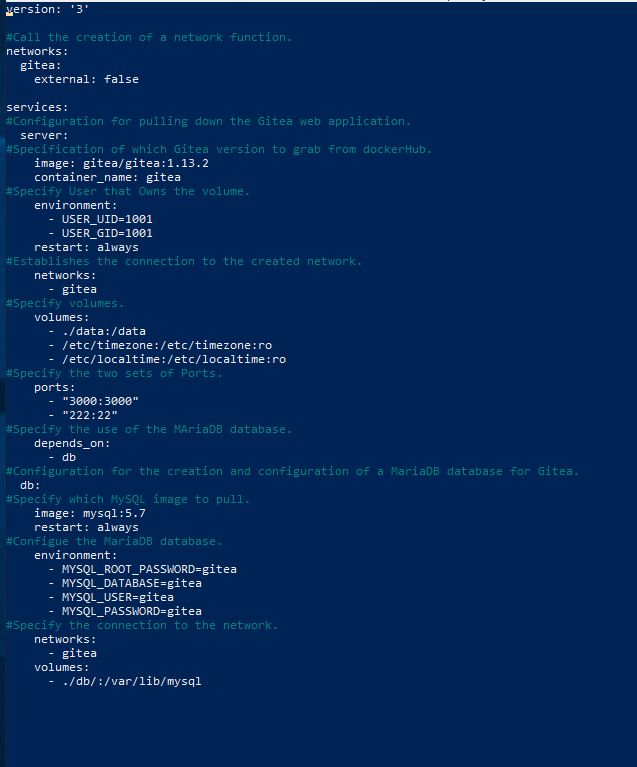 version: '3'
#Call the creation of a network function.
networks:
  gitea:
    external: false
services:
#Configuration for pulling down the Gitea web application.
  server:
#Specification of which Gitea version to grab from dockerHub.
    image: gitea/gitea:1.13.2
    container_name: gitea
#Specify User that Owns the volume.
    environment:
      - USER_UID=1001
      - USER_GID=1001
    restart: always
#Establishes the connection to the created network.
    networks:
      - gitea
#Specify volumes.
    volumes:
      - ./data:/data
      - /etc/timezone:/etc/timezone:ro
      - /etc/localtime:/etc/localtime:ro
#Specify the two sets of Ports.
    ports:
      - "3000:3000"
      - "222:22"
#Specify the use of the MAriaDB database.
    depends_on:
      - db
#Configuration for the creation and configuration of a MariaDB database for Gitea.
  db:
#Specify which MySQL image to pull.
    image: mysql:5.7
    restart: always
#Configue the MariaDB database.
    environment:
      - MYSQL_ROOT_PASSWORD=gitea
      - MYSQL_DATABASE=gitea
      - MYSQL_USER=gitea
      - MYSQL_PASSWORD=gitea
#Specify the connection to the network.
    networks:
      - gitea
    volumes:
      - ./db/:/var/lib/mysql